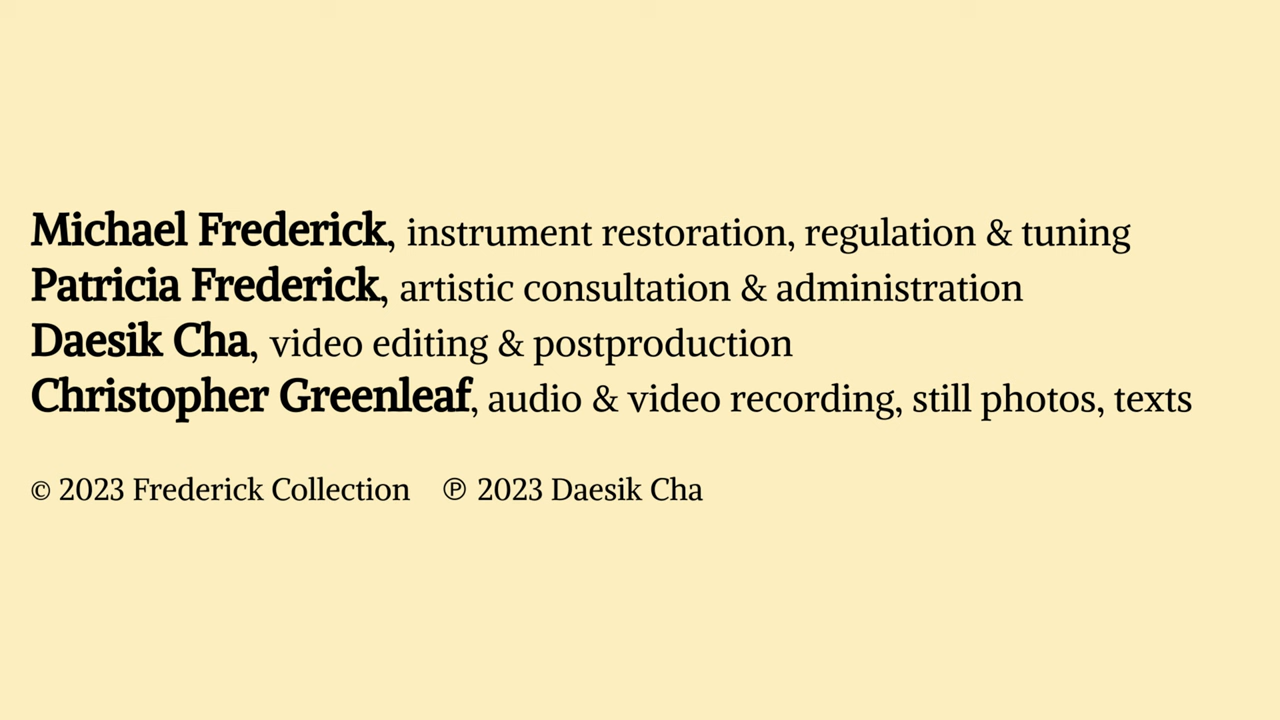 Michael Frederick, instrument restoration, regulation & tuning
Patricia Frederick, artistic consultation & administration
Daesik Cha, video editing & postproduction
Christopher Greenleaf, audio & video recording, still photos, texts
© 2023 Frederick Collection ℗ 2023 Daesik Cha